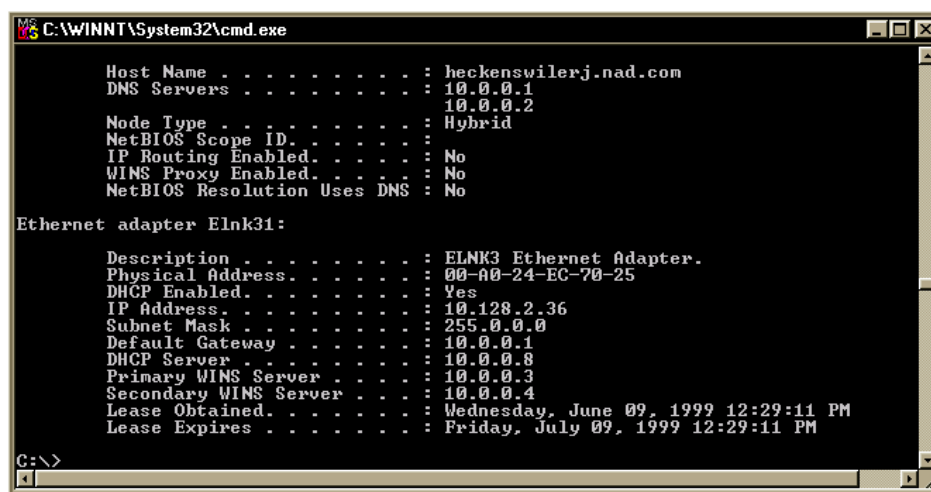 C:\WINNT\System32\cmd.exe
Host Name . . . . . . . . . : heckenswilerj.nad.com
DNS Servers . . . . . . . . : 10.0.0.1
10.0.0.2
Node Type . . . . . . . . . : Hybrid
NetBIOS Scope ID. . . . . . :
IP Routing Enabled. . . . . : No
WINS Proxy Enabled. . . . . : No
NetBIOS Resolution Uses DNS : No
Ethernet adapter Elnk31:
Description . . . . . . . . : ELNK3 Ethernet Adapter.
Physical Address. . . . . . : 00-A0-24-EC-70-25
DHCP Enabled. . . . . . . . : Yes
IP Address. . . . . . . . . : 10.128.2.36
Subnet Mask . . . . . . . . : 255.0.0.0
Default Gateway . . . . . . : 10.0.0.1
DHCP Server . . . . . . . . : 10.0.0.8
Primary WINS Server . . . . : 10.0.0.3
Secondary WINS Server . . . : 10.0.0.4
Lease Obtained. . . . . . . : Wednesday, June 09, 1999 12:29:11 PM
Lease Expires . . . . . . . : Friday, July 09, 1999 12:29:11 PM
C:\>